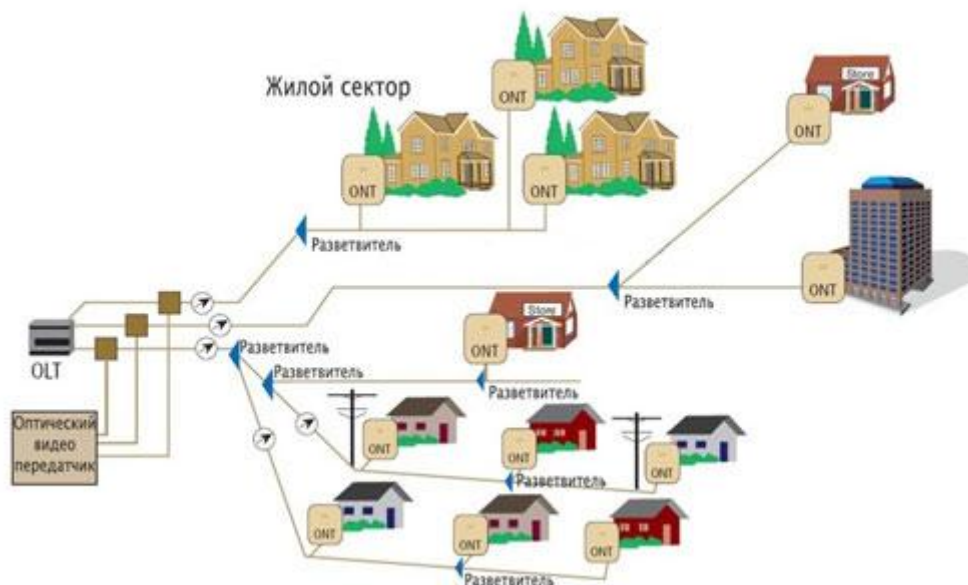 Жилой сектор
ONT
Store
ONT
ONT
ONT
Разветвитель
ONT
Разветвитель
Store
Разветвитель
ONT
OLT
Разветвитель
Разветвитель
Оптический
видео
передатчик
ONT
ONT
ONT
Разветвитель
ONT
ONT
ONT
Разветвитель